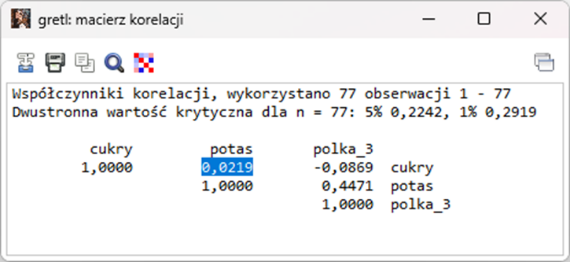 gretl: macierz korelacji
Współczynniki korelacji, wykorzystano 77 obserwacji 1 - 77
Dwustronna wartość krytyczna dla n = 77: 5% 0,2242, 1% 0,2919
cukry potas polka_3
1,0000 0,0219 -0,0869 cukry
1,0000 0,4471 potas
1,0000 polka_3